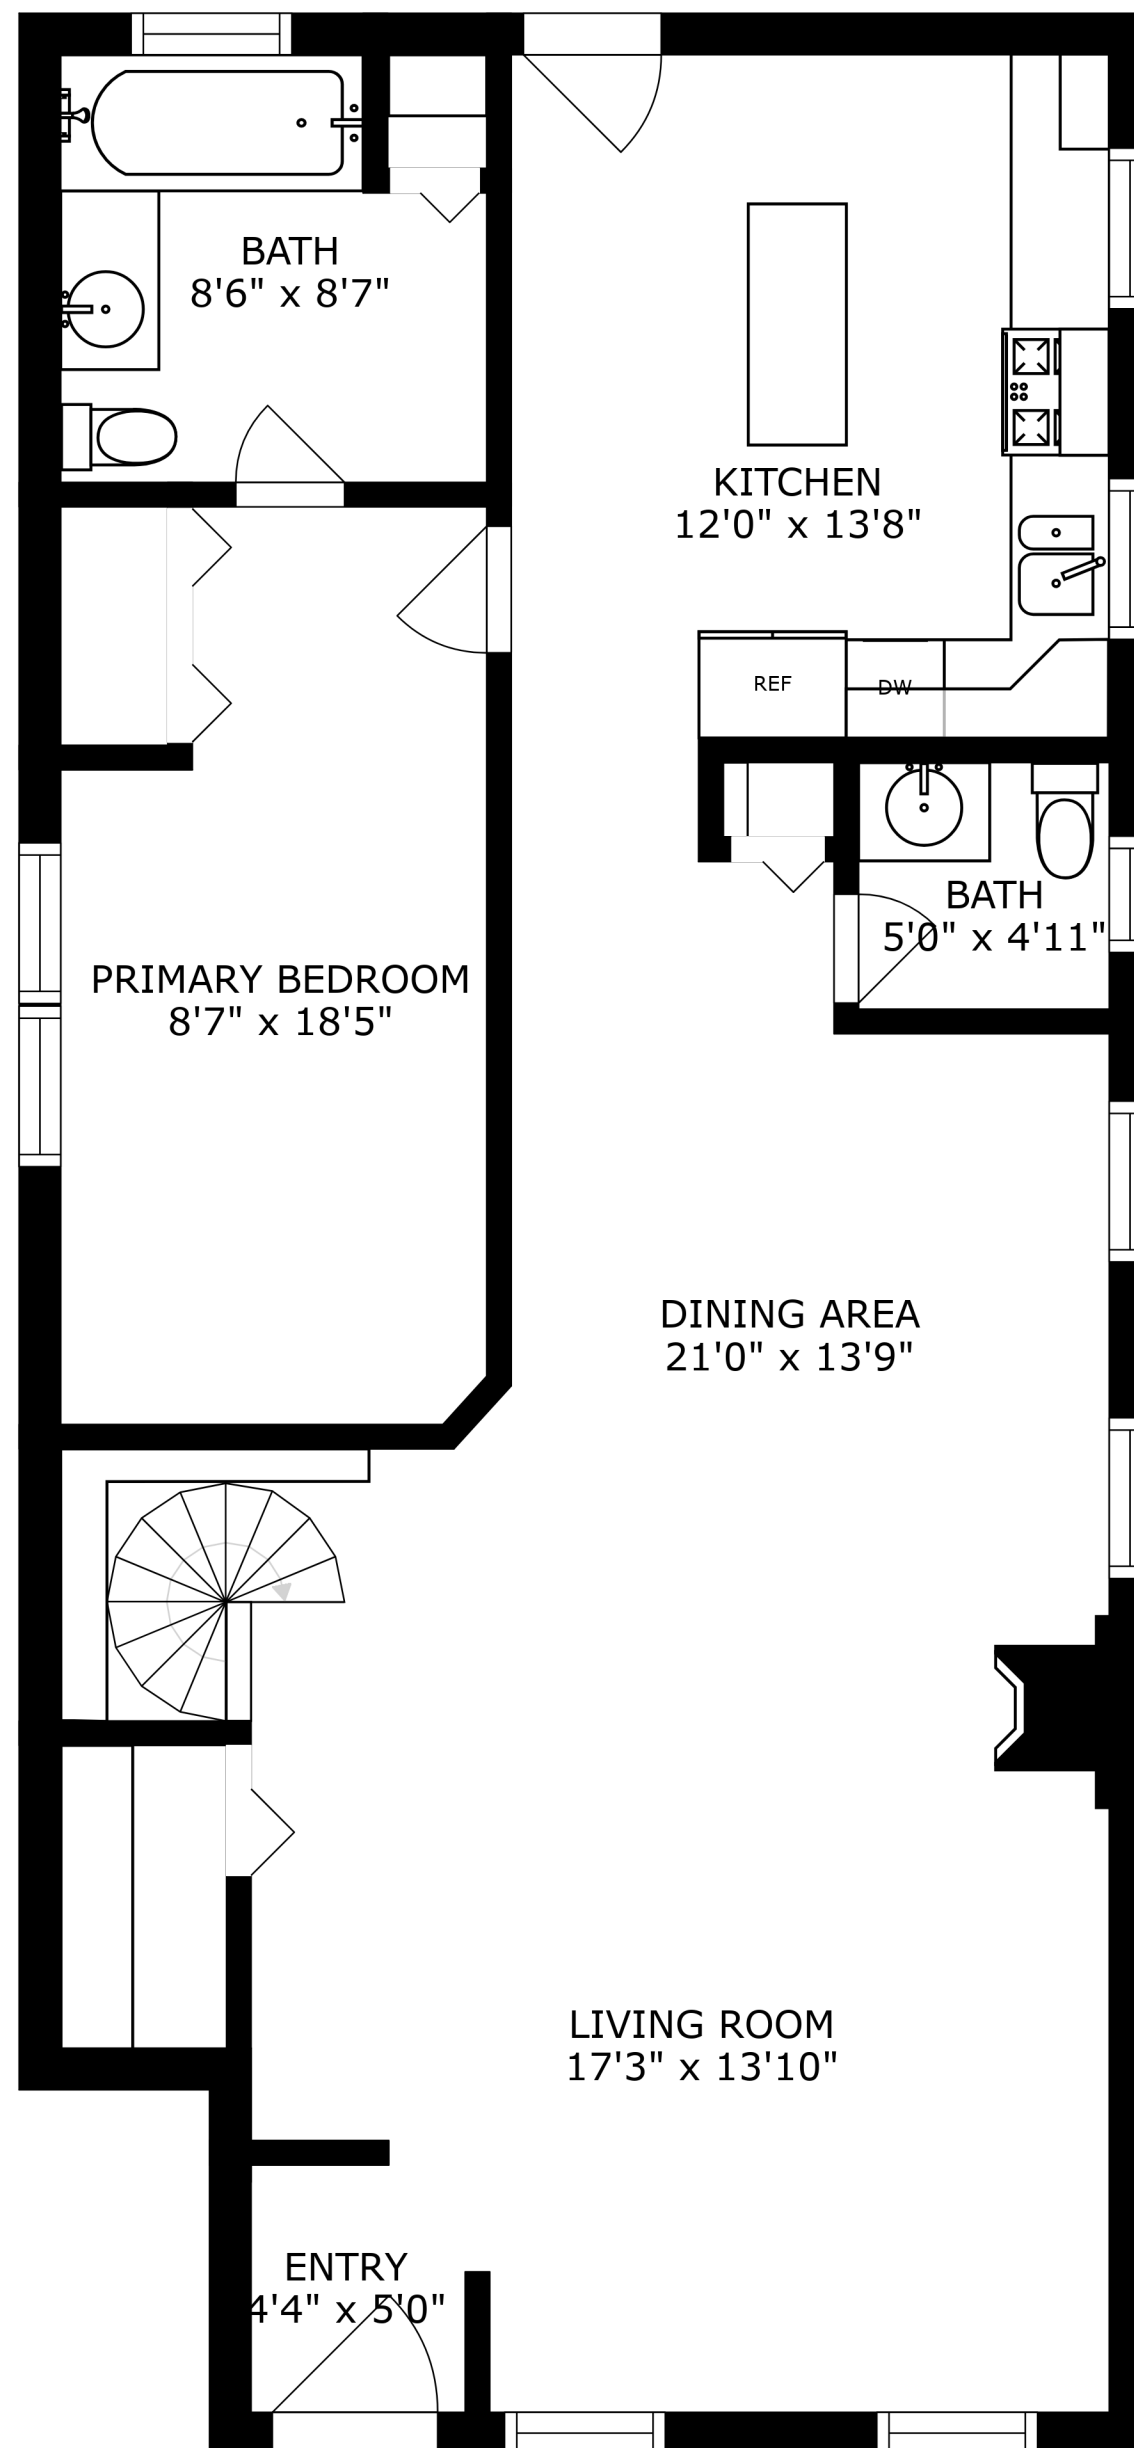 BATH
8'6" x 8'7"
KITCHEN
12'0" x 13'8"
REF
DW
BATH
5'0" x 4'11"
PRIMARY BEDROOM
8'7" x 18'5"
DINING AREA
21'0" x 13'9"
LIVING ROOM
17'3" x 13'10"
ENTRY
4'4" x 5'0"